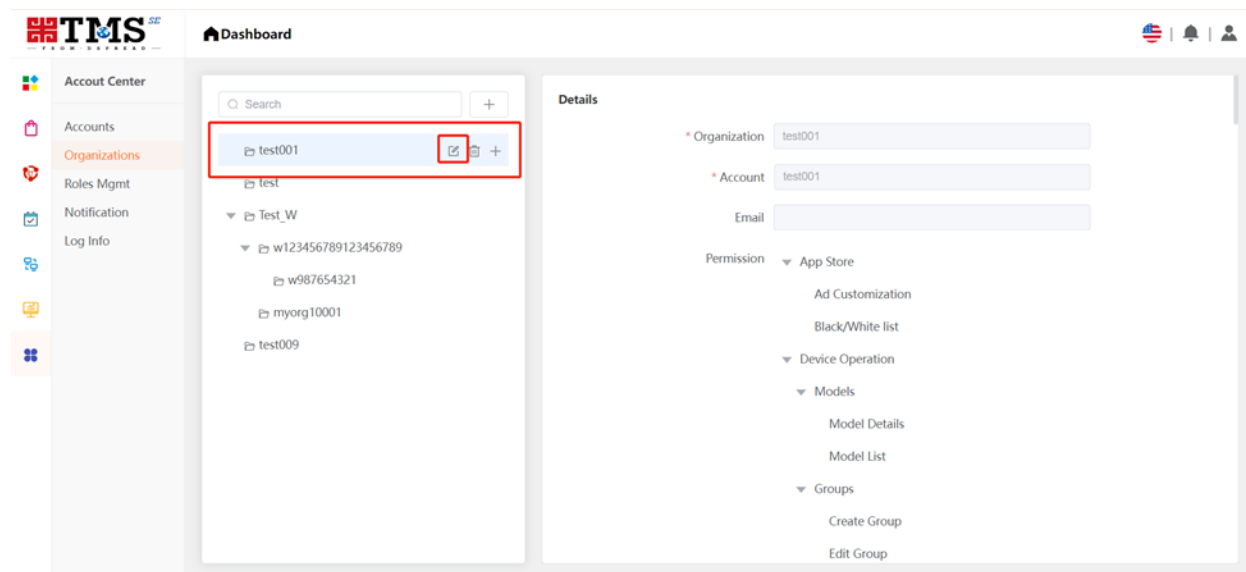 TMS SE
FROM·DSPREAD
Dashboard
Accout Center
Accounts
Organizations
Roles Mgmt
Notification
Log Info
Search
test001
test
Test_W
w123456789123456789
w987654321
myorg10001
test009
Details
* Organization test001
* Account test001
Email
Permission App Store
Ad Customization
Black/White list
Device Operation
Models
Model Details
Model List
Groups
Create Group
Edit Group